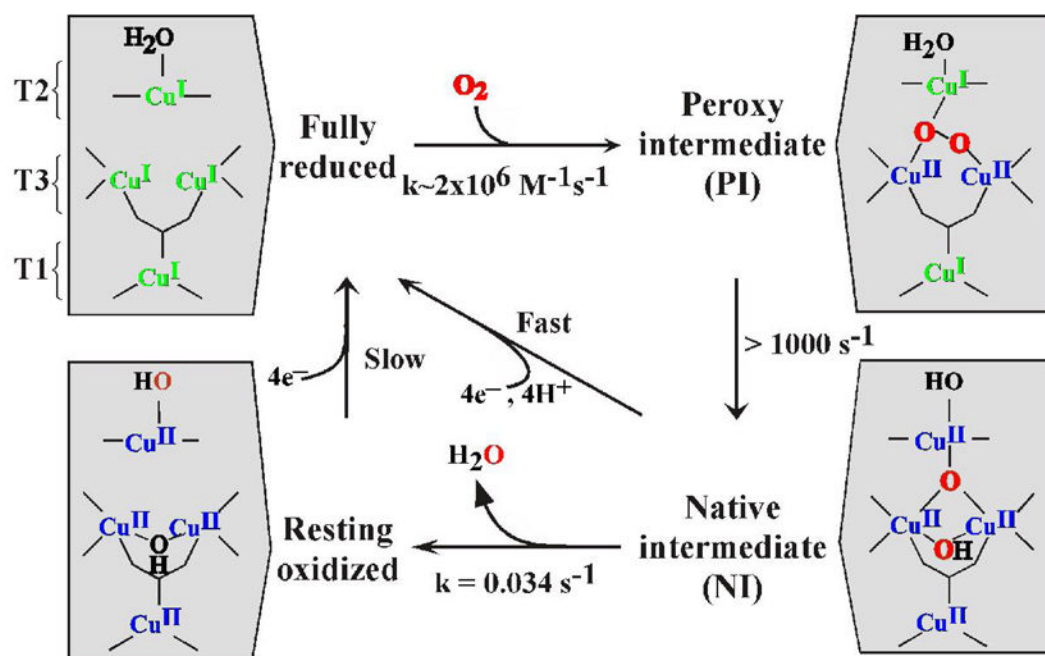 H2O
T2
CuI
T3
CuI CuI
T1
CuI
Fully
reduced
O2
k~2x10^6 M^-1s^-1
Peroxy
intermediate
(PI)
H2O
CuI
O O
CuII CuII
CuI
4e–
Slow
Fast
4e–, 4H+
> 1000 s^-1
HO
CuII
CuII CuII
O
H
CuII
Resting
oxidized
H2O
k = 0.034 s^-1
Native
intermediate
(NI)
HO
CuII
O
CuII CuII
OH
CuII